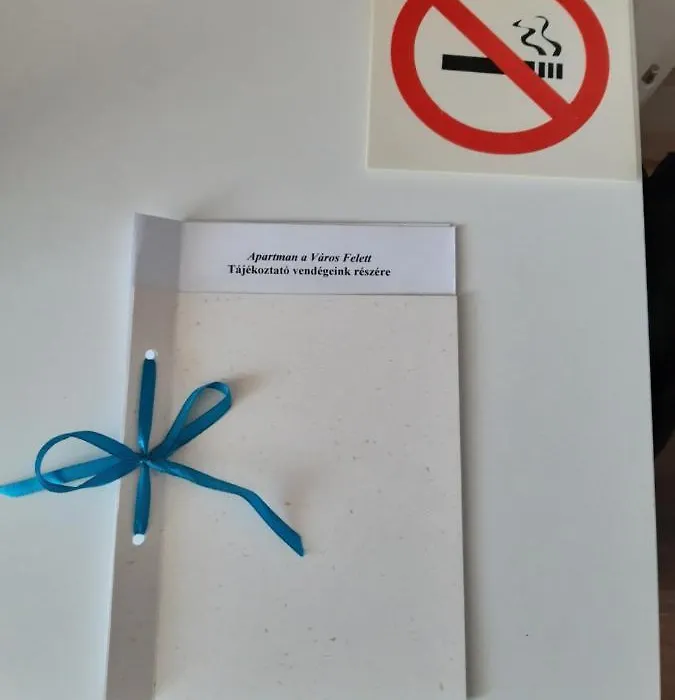 Apartman a Város Felett
Tájékoztató vendégeink részére